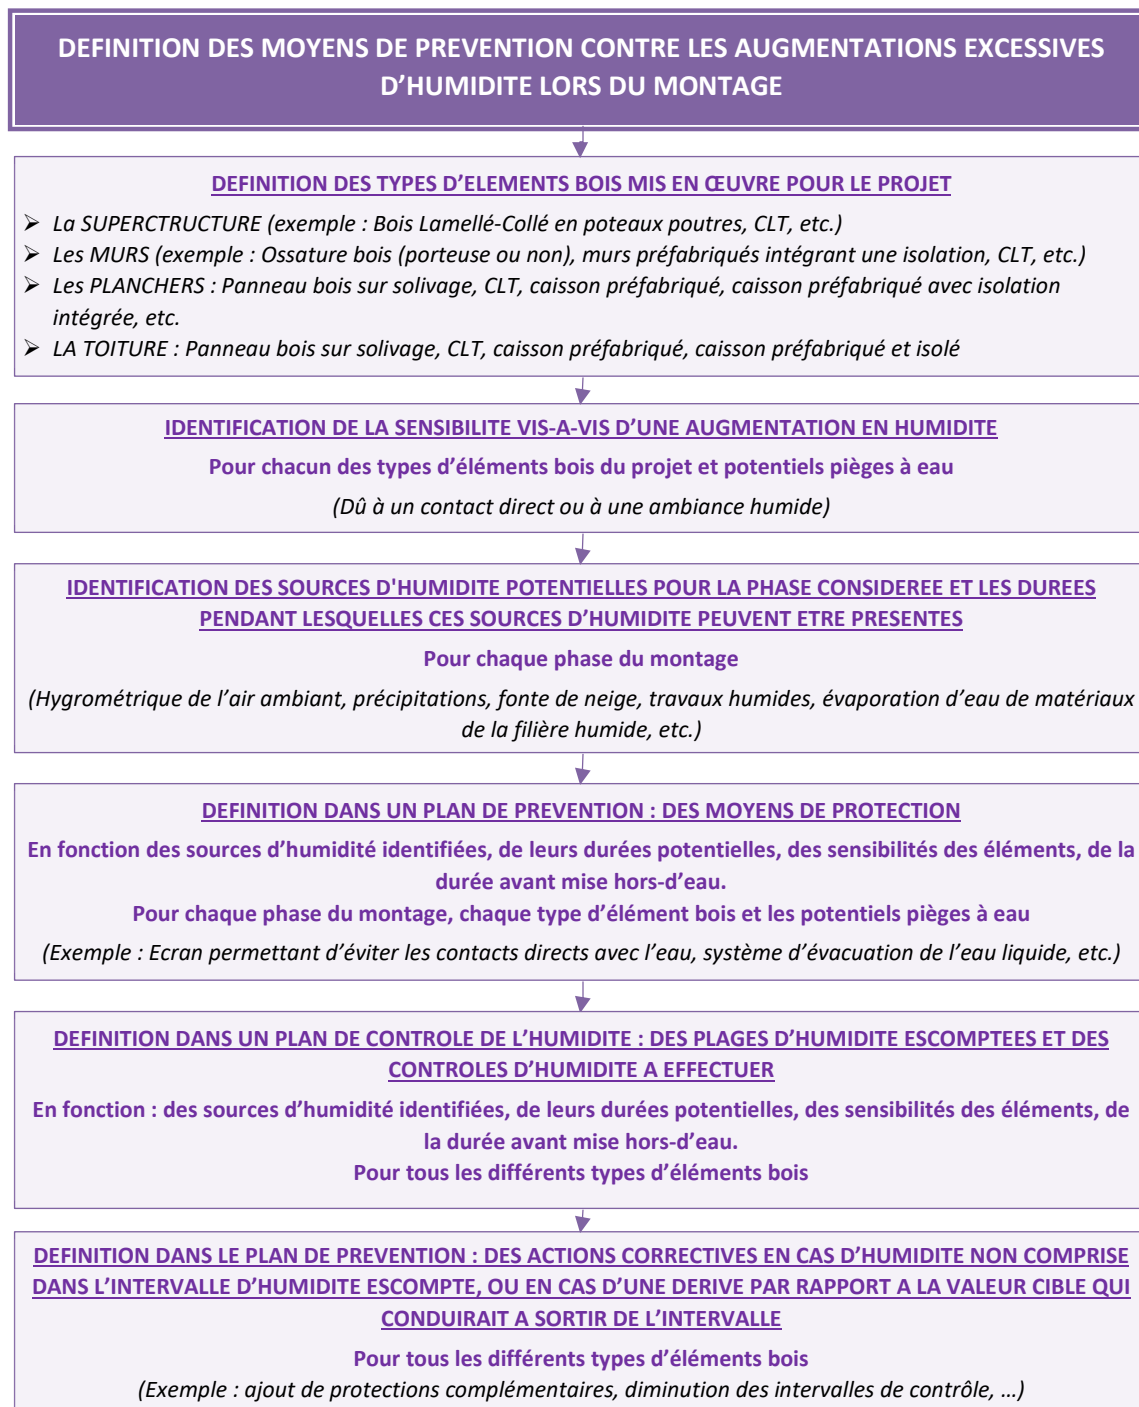 DEFINITION DES MOYENS DE PREVENTION CONTRE LES AUGMENTATIONS EXCESSIVES
D’HUMIDITE LORS DU MONTAGE
DEFINITION DES TYPES D’ELEMENTS BOIS MIS EN ŒUVRE POUR LE PROJET
➢ La SUPERCTRUCTURE (exemple : Bois Lamellé-Collé en poteaux poutres, CLT, etc.)
➢ Les MURS (exemple : Ossature bois (porteuse ou non), murs préfabriqués intégrant une isolation, CLT, etc.)
➢ Les PLANCHERS : Panneau bois sur solivage, CLT, caisson préfabriqué, caisson préfabriqué avec isolation
intégrée, etc.
➢ LA TOITURE : Panneau bois sur solivage, CLT, caisson préfabriqué, caisson préfabriqué et isolé
IDENTIFICATION DE LA SENSIBILITE VIS-A-VIS D’UNE AUGMENTATION EN HUMIDITE
Pour chacun des types d’éléments bois du projet et potentiels pièges à eau
(Dû à un contact direct ou à une ambiance humide)
IDENTIFICATION DES SOURCES D'HUMIDITE POTENTIELLES POUR LA PHASE CONSIDEREE ET LES DUREES
PENDANT LESQUELLES CES SOURCES D’HUMIDITE PEUVENT ETRE PRESENTES
Pour chaque phase du montage
(Hygrométrique de l’air ambiant, précipitations, fonte de neige, travaux humides, évaporation d’eau de matériaux
de la filière humide, etc.)
DEFINITION DANS UN PLAN DE PREVENTION : DES MOYENS DE PROTECTION
En fonction des sources d’humidité identifiées, de leurs durées potentielles, des sensibilités des éléments, de la
durée avant mise hors-d’eau.
Pour chaque phase du montage, chaque type d’élément bois et les potentiels pièges à eau
(Exemple : Ecran permettant d’éviter les contacts directs avec l’eau, système d’évacuation de l’eau liquide, etc.)
DEFINITION DANS UN PLAN DE CONTROLE DE L’HUMIDITE : DES PLAGES D’HUMIDITE ESCOMPTEES ET DES
CONTROLES D’HUMIDITE A EFFECTUER
En fonction : des sources d’humidité identifiées, de leurs durées potentielles, des sensibilités des éléments, de
la durée avant mise hors-d’eau.
Pour tous les différents types d’éléments bois
DEFINITION DANS LE PLAN DE PREVENTION : DES ACTIONS CORRECTIVES EN CAS D’HUMIDITE NON COMPRISE
DANS L’INTERVALLE D’HUMIDITE ESCOMPTE, OU EN CAS D’UNE DERIVE PAR RAPPORT A LA VALEUR CIBLE QUI
CONDUIRAIT A SORTIR DE L’INTERVALLE
Pour tous les différents types d’éléments bois
(Exemple : ajout de protections complémentaires, diminution des intervalles de contrôle, …)